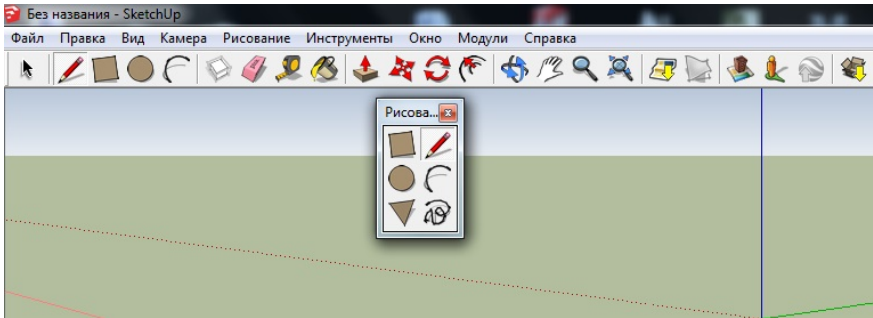 Без названия - SketchUp
Файл Правка Вид Камера Рисование Инструменты Окно Модули Справка
Рисова...